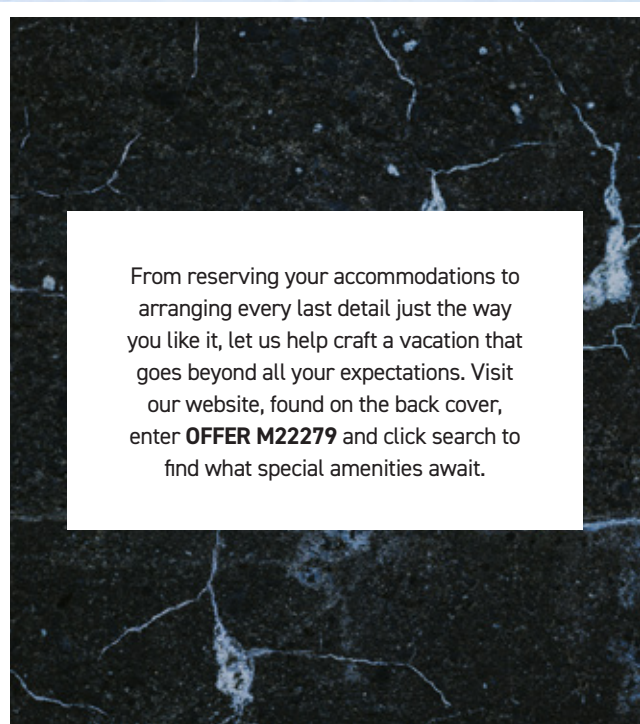 From reserving your accommodations to
arranging every last detail just the way
you like it, let us help craft a vacation that
goes beyond all your expectations. Visit
our website, found on the back cover,
enter OFFER M22279 and click search to
find what special amenities await.